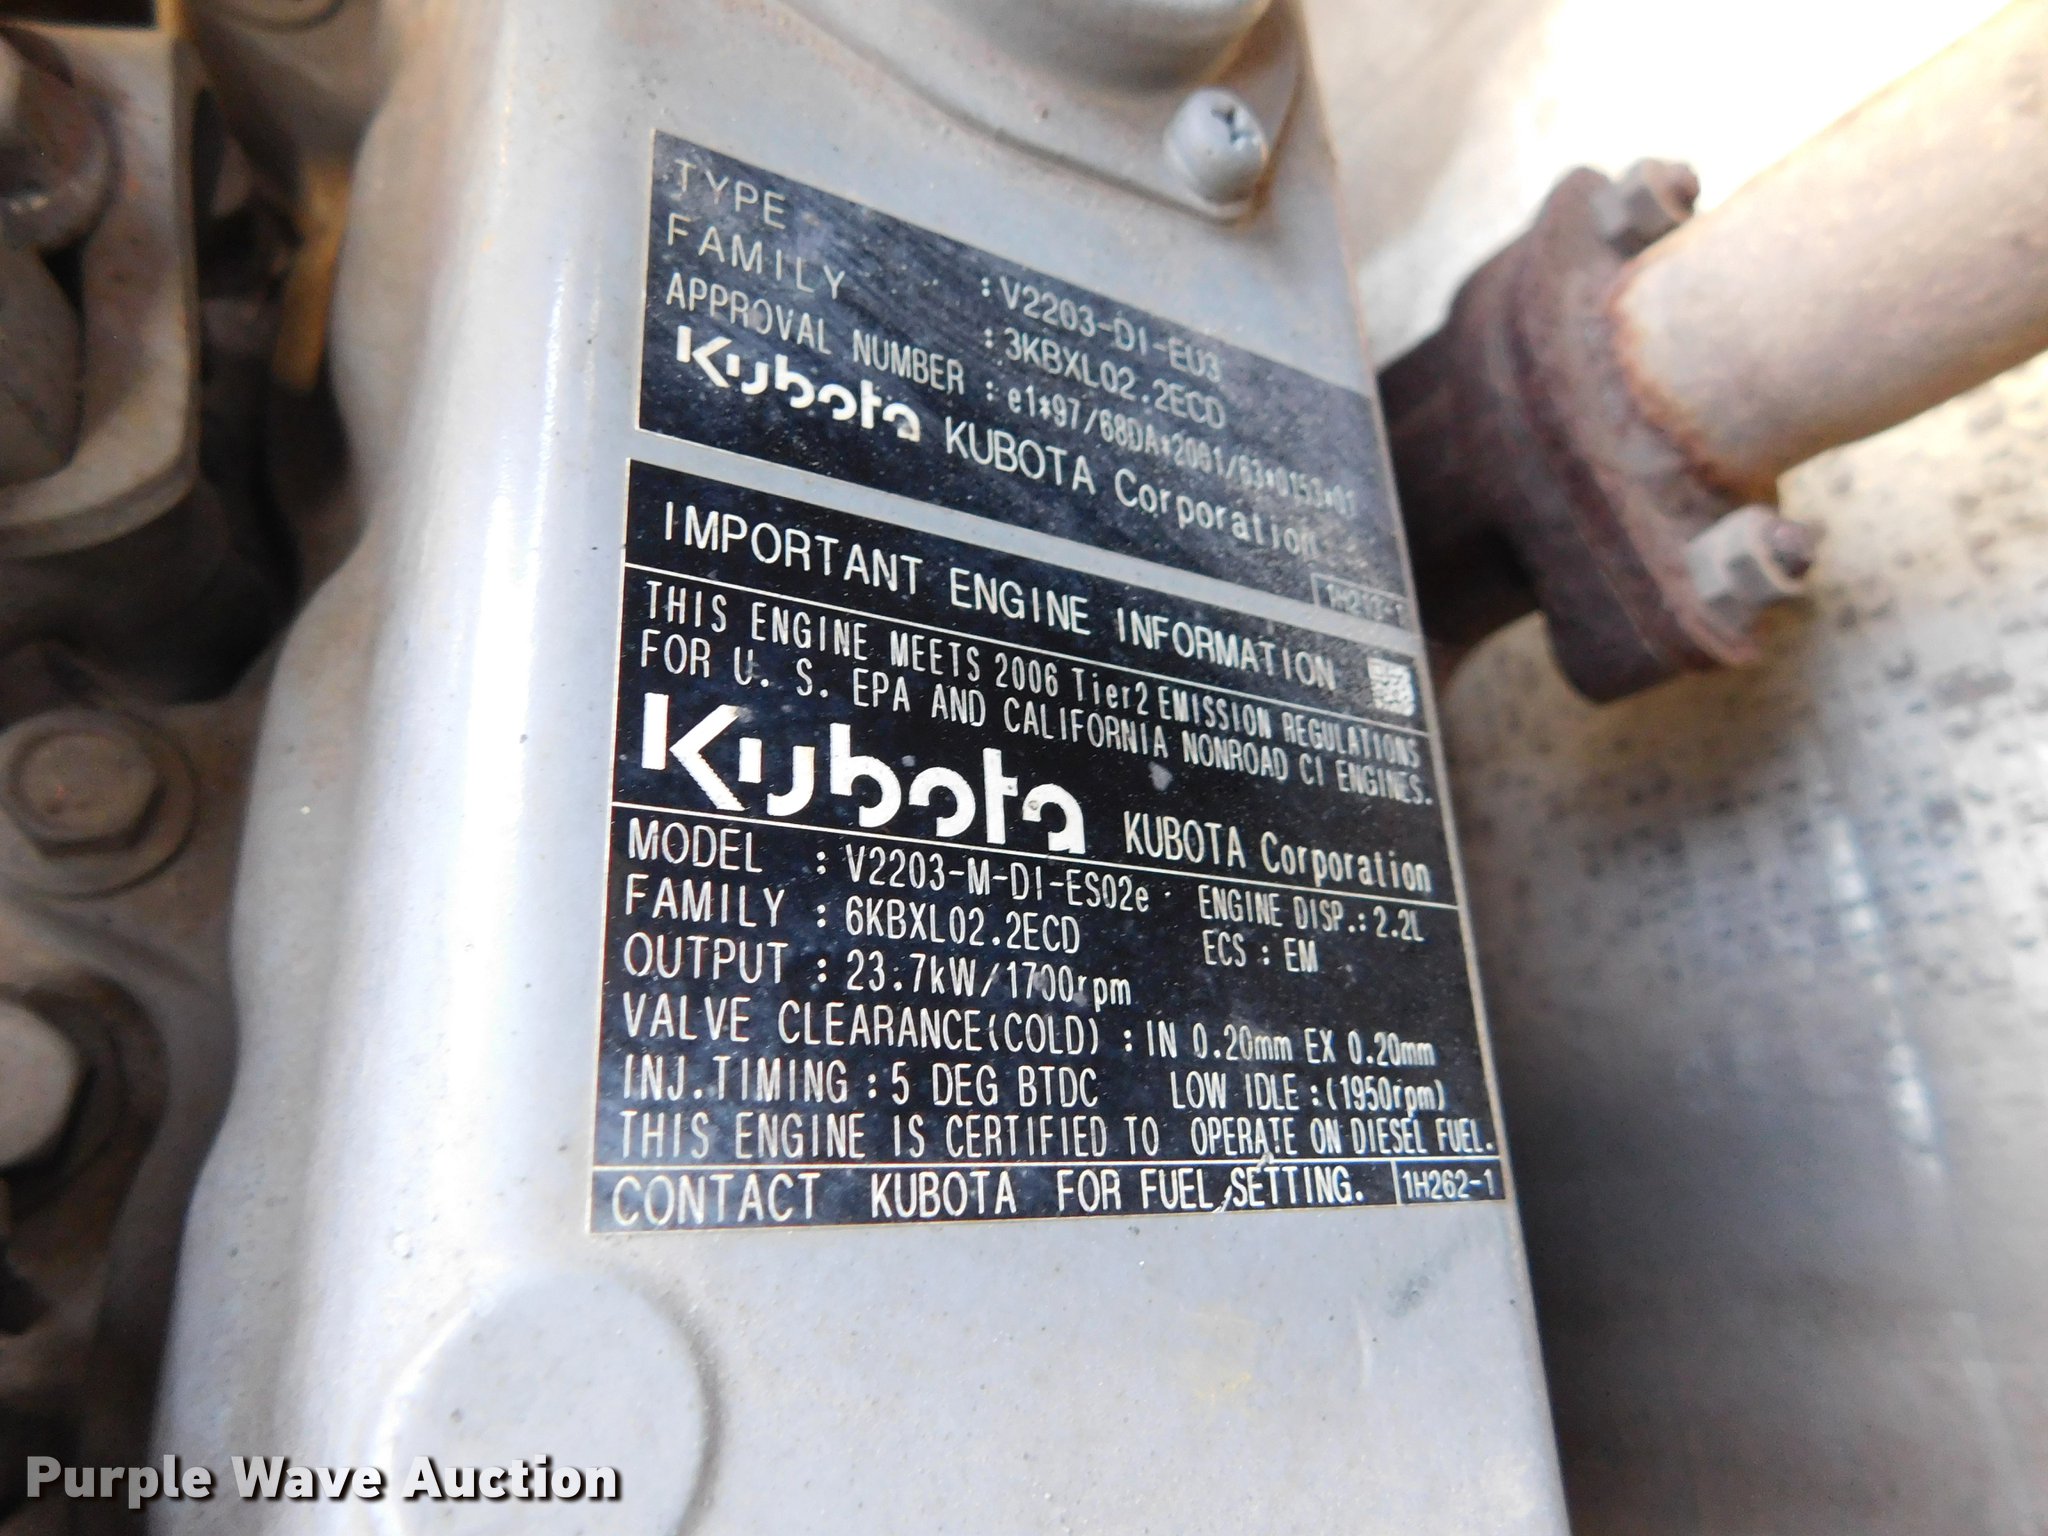 TYPE : V2203-DI-EU3
FAMILY : 3KBXL02.2ECD
APPROVAL NUMBER : e1*97/68DA*2001/63*0153*01
Kubota KUBOTA Corporation
IMPORTANT ENGINE INFORMATION
THIS ENGINE MEETS 2006 Tier2 EMISSION REGULATIONS
FOR U. S. EPA AND CALIFORNIA NONROAD CI ENGINES.
Kubota KUBOTA Corporation
MODEL : V2203-M-DI-ES02e ENGINE DISP.: 2.2L
FAMILY : 6KBXL02.2ECD ECS : EM
OUTPUT : 23.7kW/1700rpm
VALVE CLEARANCE(COLD) : IN 0.20mm EX 0.20mm
INJ.TIMING : 5 DEG BTDC LOW IDLE :(1950rpm)
THIS ENGINE IS CERTIFIED TO OPERATE ON DIESEL FUEL.
CONTACT KUBOTA FOR FUEL SETTING. 1H262-1
Purple Wave Auction